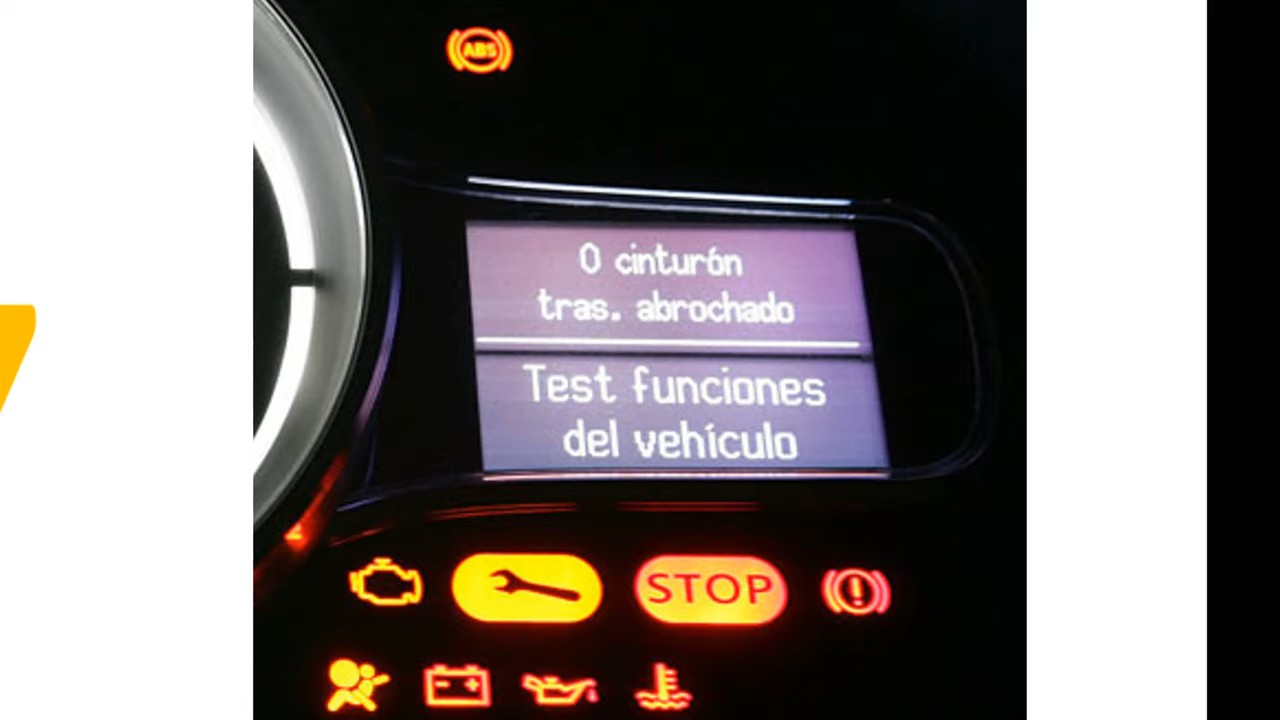 ABS
0 cinturón
tras. abrochado
Test funciones
del vehículo
STOP